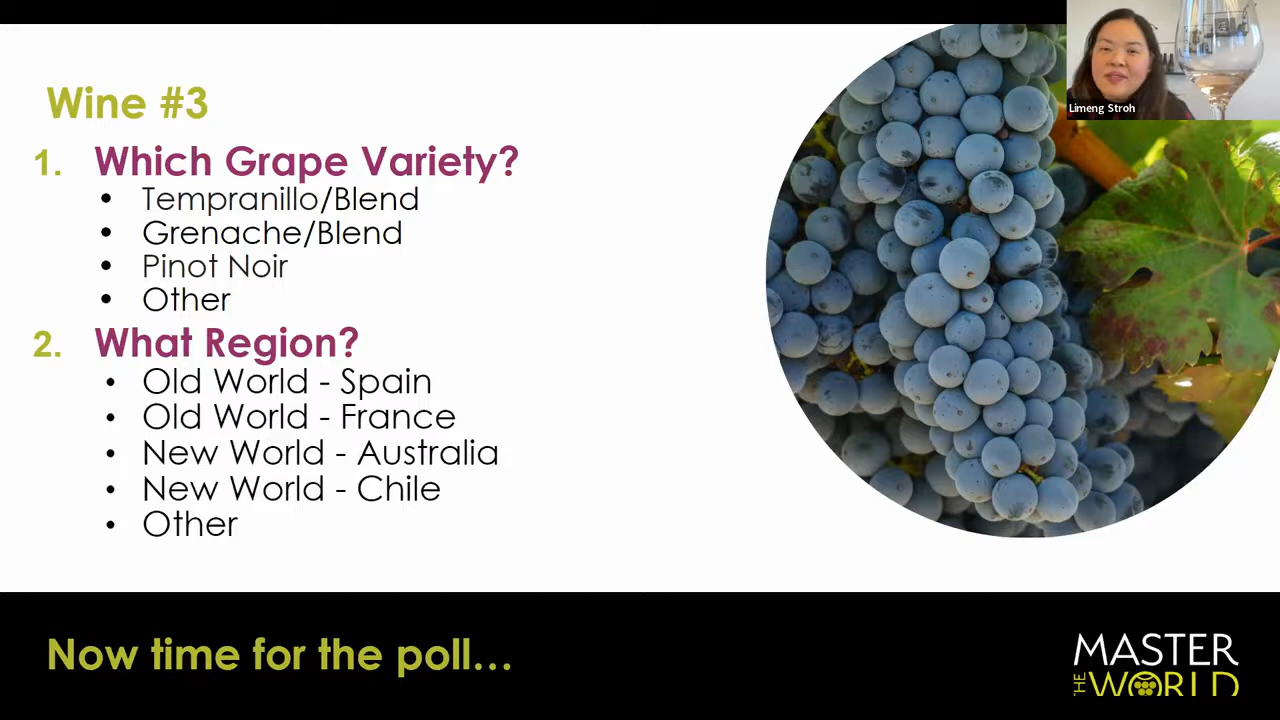 Limeng Stroh
Wine #3
1. Which Grape Variety?
• Tempranillo/Blend
• Grenache/Blend
• Pinot Noir
• Other
2. What Region?
• Old World - Spain
• Old World - France
• New World - Australia
• New World - Chile
• Other
Now time for the poll...
MASTER
THE WORLD